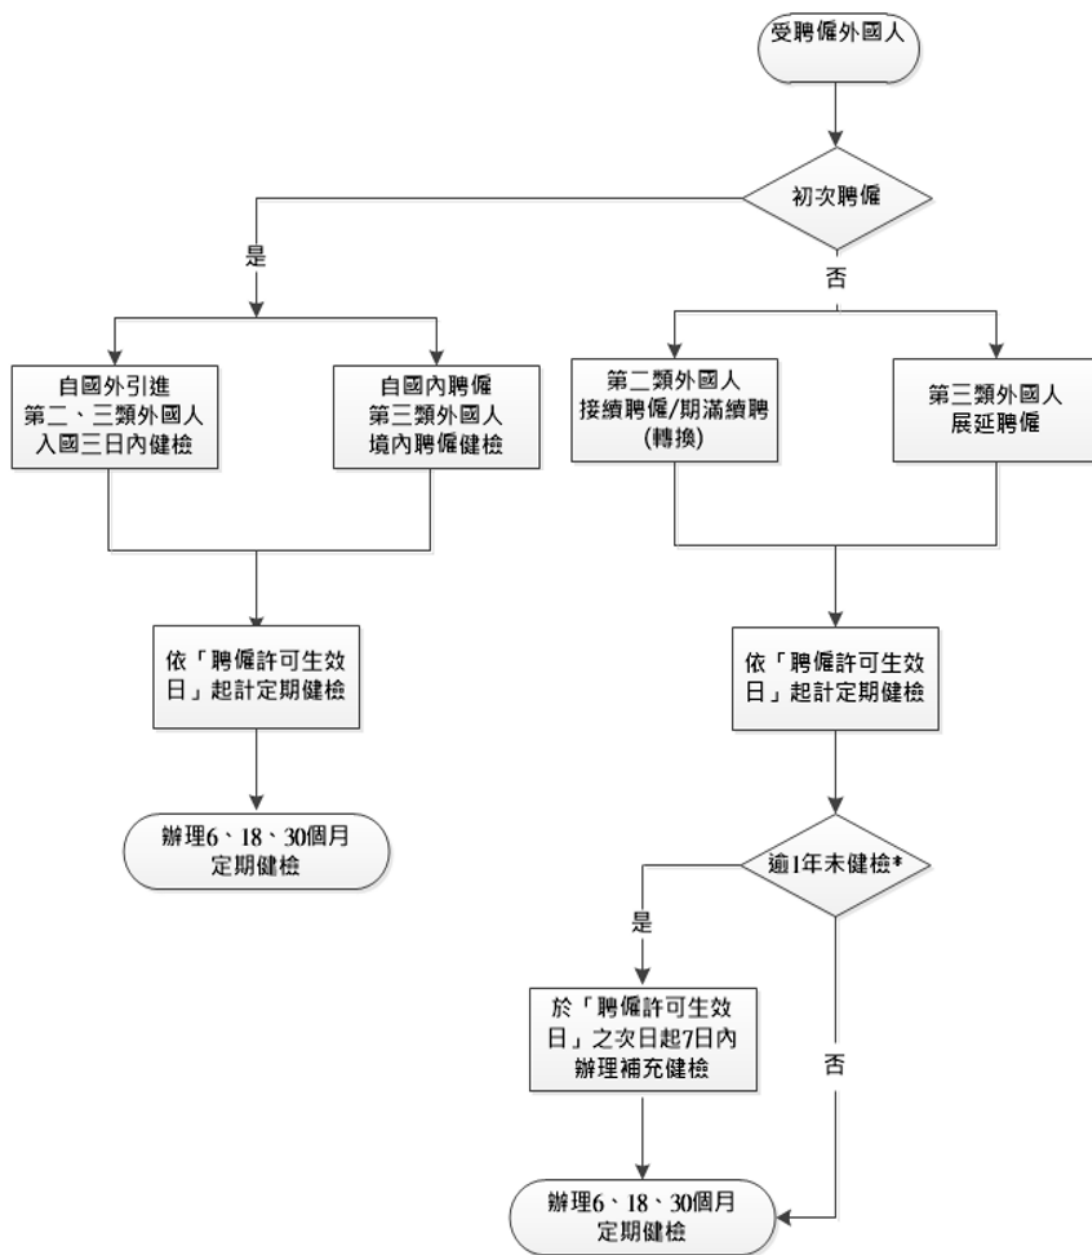 受聘僱外國人
初次聘僱
是
否
自國外引進
第二、三類外國人
入國三日內健檢
自國內聘僱
第三類外國人
境內聘僱健檢
第二類外國人
接續聘僱/期滿續聘
(轉換)
第三類外國人
展延聘僱
依「聘僱許可生效
日」起計定期健檢
依「聘僱許可生效
日」起計定期健檢
辦理6、18、30個月
定期健檢
逾1年未健檢*
是
否
於「聘僱許可生效
日」之次日起7日內
辦理補充健檢
辦理6、18、30個月
定期健檢